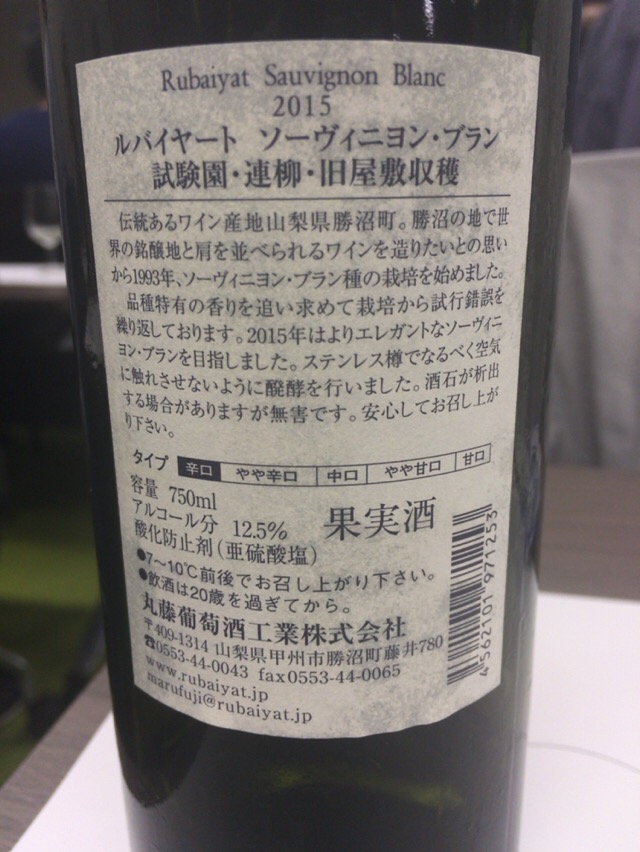 Rubaiyat Sauvignon Blanc
2015
ルバイヤート ソーヴィニヨン・ブラン
試験園・連柳・旧屋敷収穫
伝統あるワイン産地山梨県勝沼町。勝沼の地で世
界の銘醸地と肩を並べられるワインを造りたいとの思い
から1993年、ソーヴィニヨン・ブラン種の栽培を始めました。
品種特有の香りを追い求めて栽培から試行錯誤を
繰り返しております。2015年はよりエレガントなソーヴィニ
ヨン・ブランを目指しました。ステンレス樽でなるべく空気
に触れさせないように醗酵を行いました。酒石が析出
する場合がありますが無害です。安心してお召し上が
り下さい。
タイプ 辛口 やや辛口 中口 やや甘口 甘口
容量 750ml
アルコール分 12.5% 果実酒
酸化防止剤(亜硫酸塩)
●7〜10℃前後でお召し上がり下さい。
●飲酒は20歳を過ぎてから。
丸藤葡萄酒工業株式会社
〒409-1314 山梨県甲州市勝沼町藤井780
☎0553-44-0043 fax0553-44-0065
www.rubaiyat.jp
marufuji@rubaiyat.jp
4562101971253